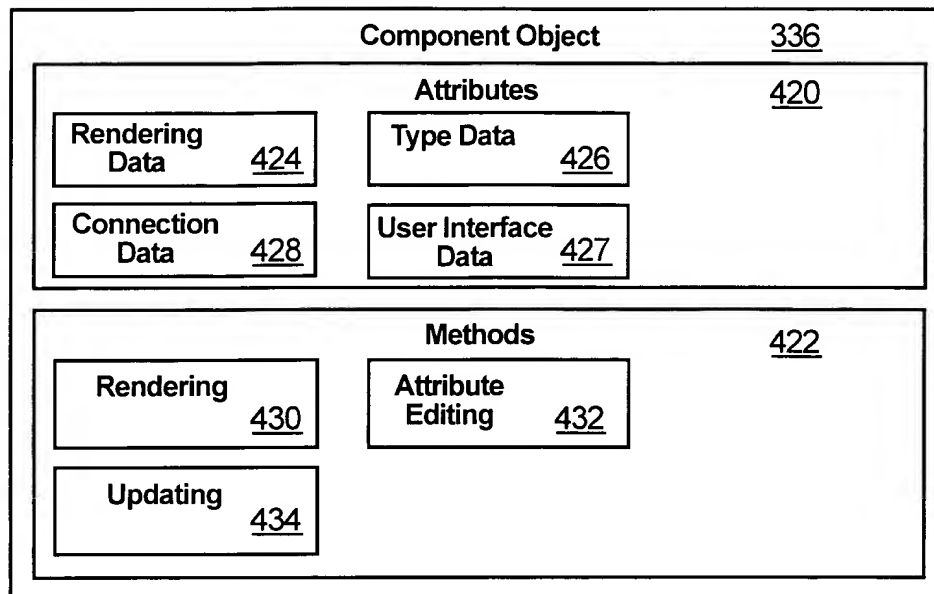 Component Object 336
Attributes 420
Rendering
Data 424
Type Data 426
Connection
Data 428
User Interface
Data 427
Methods 422
Rendering 430
Attribute
Editing 432
Updating 434